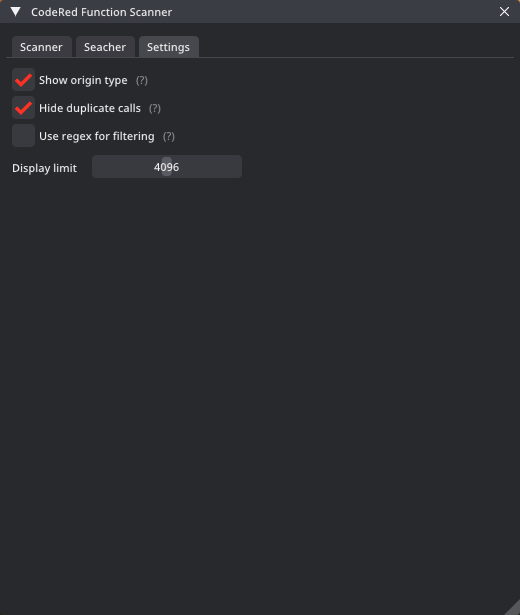 CodeRed Function Scanner
Scanner Seacher Settings
Show origin type (?)
Hide duplicate calls (?)
Use regex for filtering (?)
Display limit 4096